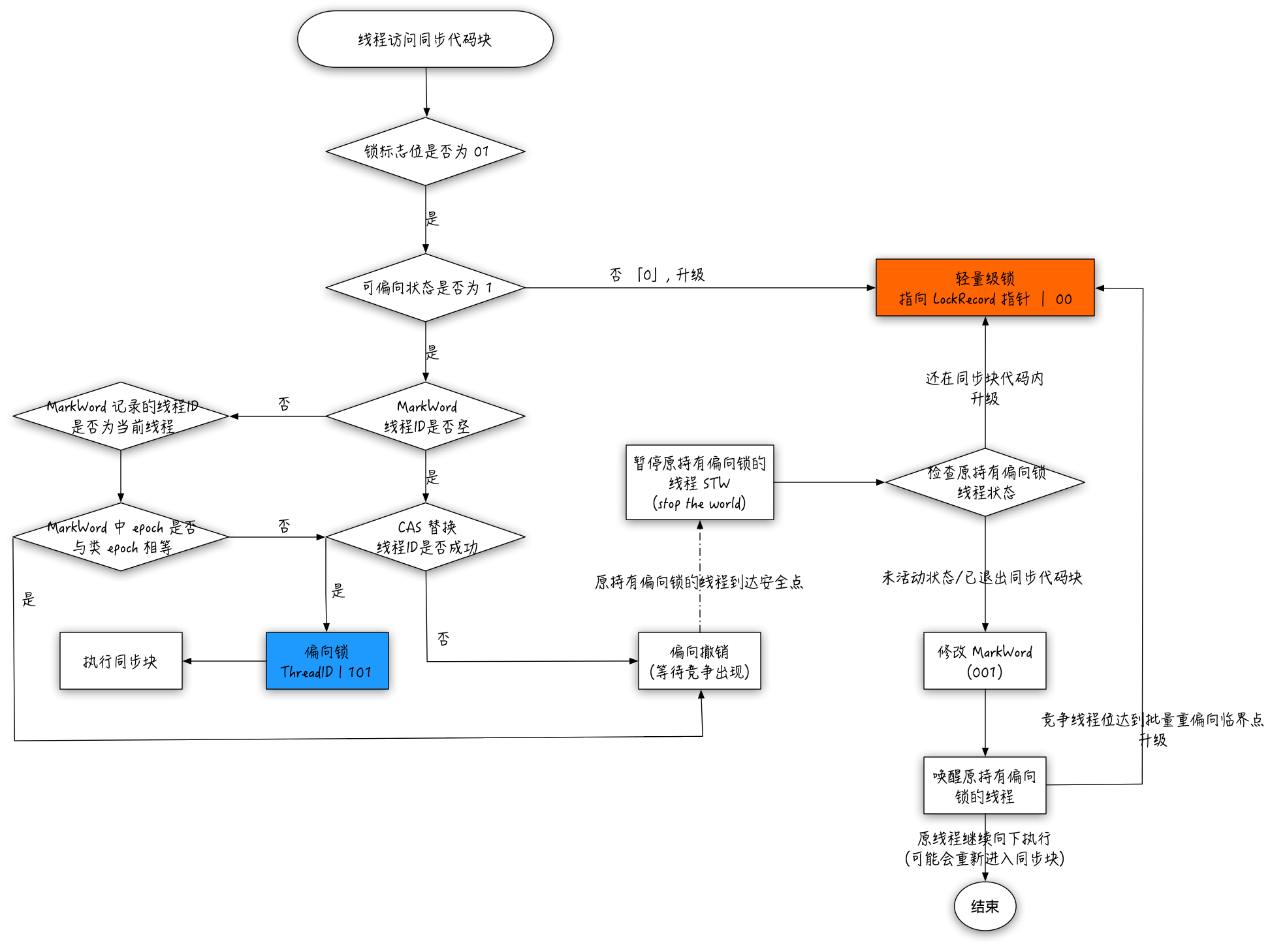 线程访问同步代码块
锁标志位是否为 01
是
可偏向状态是否为 1
否 「0」, 升级
轻量级锁
指向 LockRecord 指针 | 00
是
MarkWord 记录的线程ID
是否为当前线程
否
MarkWord
线程ID是否空
还在同步块代码内
升级
是
暂停原持有偏向锁的
线程 STW
(stop the world)
检查原持有偏向锁
线程状态
MarkWord 中 epoch 是否
与类 epoch 相等
否
CAS 替换
线程ID是否成功
原持有偏向锁的线程到达安全点
未活动状态/已退出同步代码块
是
是
否
执行同步块
偏向锁
ThreadID | 101
偏向撤销
(等待竞争出现)
修改 MarkWord
(001)
竞争线程位达到批量重偏向临界点
升级
唤醒原持有偏向
锁的线程
原线程继续向下执行
(可能会重新进入同步块)
结束